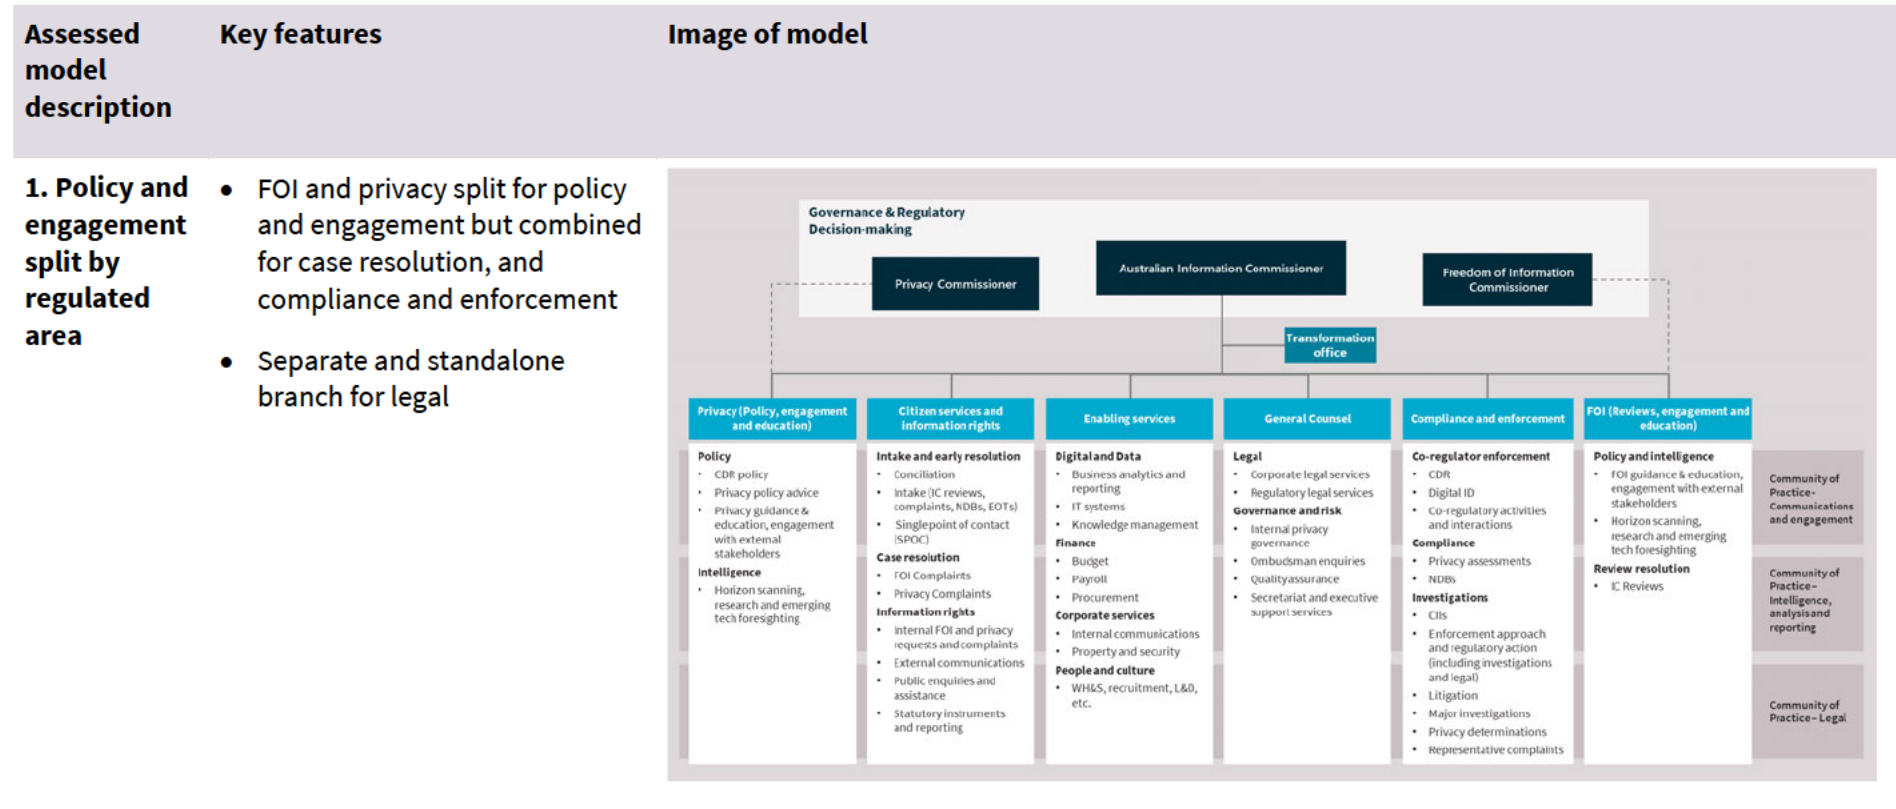 Assessed
model
description
Key features
Image of model
1. Policy and
engagement
split by
regulated
area
• FOI and privacy split for policy
and engagement but combined
for case resolution, and
compliance and enforcement
• Separate and standalone
branch for legal
Governance & Regulatory
Decision-making
Privacy Commissioner
Australian Information Commissioner
Freedom of Information
Commissioner
Transformation
office
Privacy (Policy, engagement
and education)
Policy
• CDR policy
• Privacy policy advice
• Privacy guidance &
education, engagement
with external
stakeholders
Intelligence
• Horizon scanning,
research and emerging
tech foresighting
Citizen services and
information rights
Intake and early resolution
• Conciliation
• Intake (IC reviews,
complaints, NDBs, EOTs)
• Single point of contact
(SPOC)
Case resolution
• FOI Complaints
• Privacy Complaints
Information rights
• Internal FOI and privacy
requests and complaints
• External communications
• Public enquiries and
assistance
• Statutory instruments
and reporting
Enabling services
Digital and Data
• Business analytics and
reporting
• IT systems
• Knowledge management
Finance
• Budget
• Payroll
• Procurement
Corporate services
• Internal communications
• Property and security
People and culture
• WH&S, recruitment, L&D,
etc.
General Counsel
Legal
• Corporate legal services
• Regulatory legal services
Governance and risk
• Internal privacy
governance
• Ombudsman enquiries
• Quality assurance
• Secretariat and executive
support services
Compliance and enforcement
Co-regulator enforcement
• CDR
• Digital ID
• Co-regulatory activities
and interactions
Compliance
• Privacy assessments
• NDBs
Investigations
• CIIs
• Enforcement approach
and regulatory action
(including investigations
and legal)
• Litigation
• Major investigations
• Privacy determinations
• Representative complaints
FOI (Reviews, engagement and
education)
Policy and intelligence
• FOI guidance & education,
engagement with external
stakeholders
• Horizon scanning,
research and emerging
tech foresighting
Review resolution
• IC Reviews
Community of
Practice-
Communications
and engagement
Community of
Practice –
Intelligence,
analysis and
reporting
Community of
Practice – Legal